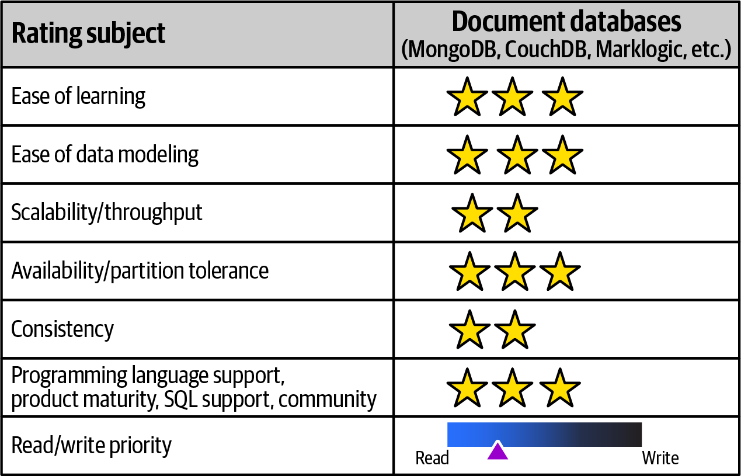 Rating subject
Document databases
(MongoDB, CouchDB, Marklogic, etc.)
Ease of learning
Ease of data modeling
Scalability/throughput
Availability/partition tolerance
Consistency
Programming language support,
product maturity, SQL support, community
Read/write priority
Read
Write